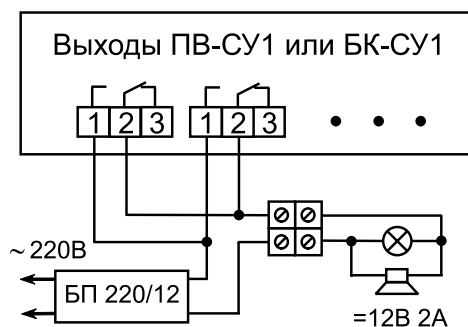 Выходы ПВ-СУ1 или БК-СУ1
1 2 3 1 2 3
~220В
БП 220/12
=12В 2А